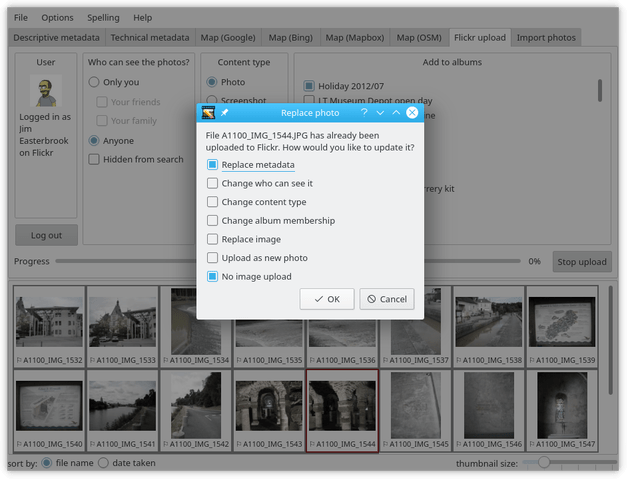 File Options Spelling Help
Descriptive metadata Technical metadata Map (Google) Map (Bing) Map (Mapbox) Map (OSM) Flickr upload Import photos
User
Logged in as
Jim
Easterbrook
on Flickr
Log out
Who can see the photos?
Only you
Your friends
Your family
Anyone
Hidden from search
Content type
Photo
Screenshot
Add to albums
Holiday 2012/07
LT Museum Depot open day
Replace photo
File A1100_IMG_1544.JPG has already been
uploaded to Flickr. How would you like to update it?
Replace metadata
Change who can see it
Change content type
Change album membership
Replace image
Upload as new photo
No image upload
OK Cancel
Progress 0% Stop upload
A1100_IMG_1532 A1100_IMG_1533 A1100_IMG_1534 A1100_IMG_1535 A1100_IMG_1536 A1100_IMG_1537 A1100_IMG_1538 A1100_IMG_1539
A1100_IMG_1540 A1100_IMG_1541 A1100_IMG_1542 A1100_IMG_1543 A1100_IMG_1544 A1100_IMG_1545 A1100_IMG_1546 A1100_IMG_1547
sort by: file name date taken thumbnail size: